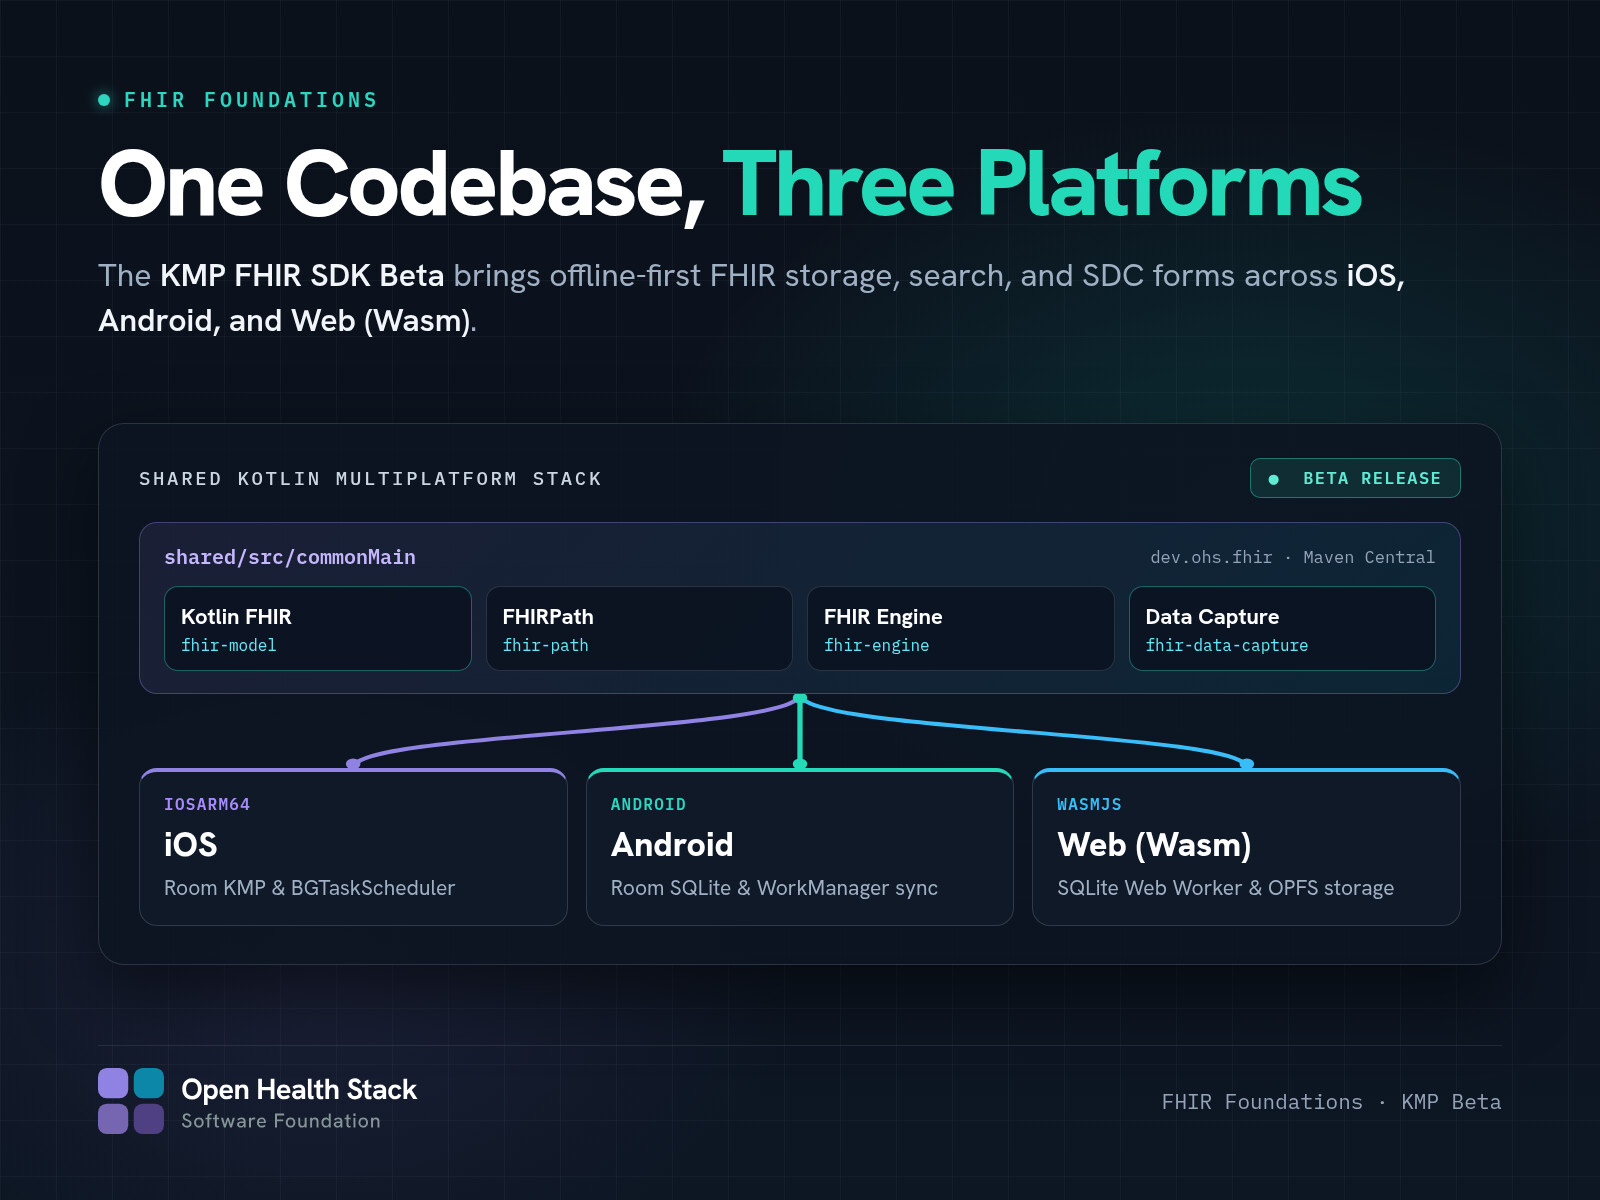 FHIR FOUNDATIONS
One Codebase, Three Platforms
The KMP FHIR SDK Beta brings offline-first FHIR storage, search, and SDC forms across iOS,
Android, and Web (Wasm).
SHARED KOTLIN MULTIPLATFORM STACK
BETA RELEASE
shared/src/commonMain
dev.ohs.fhir · Maven Central
Kotlin FHIR
fhir-model
FHIRPath
fhir-path
FHIR Engine
fhir-engine
Data Capture
fhir-data-capture
IOSARM64
iOS
Room KMP & BGTaskScheduler
ANDROID
Android
Room SQLite & WorkManager sync
WASMJS
Web (Wasm)
SQLite Web Worker & OPFS storage
Open Health Stack
Software Foundation
FHIR Foundations · KMP Beta